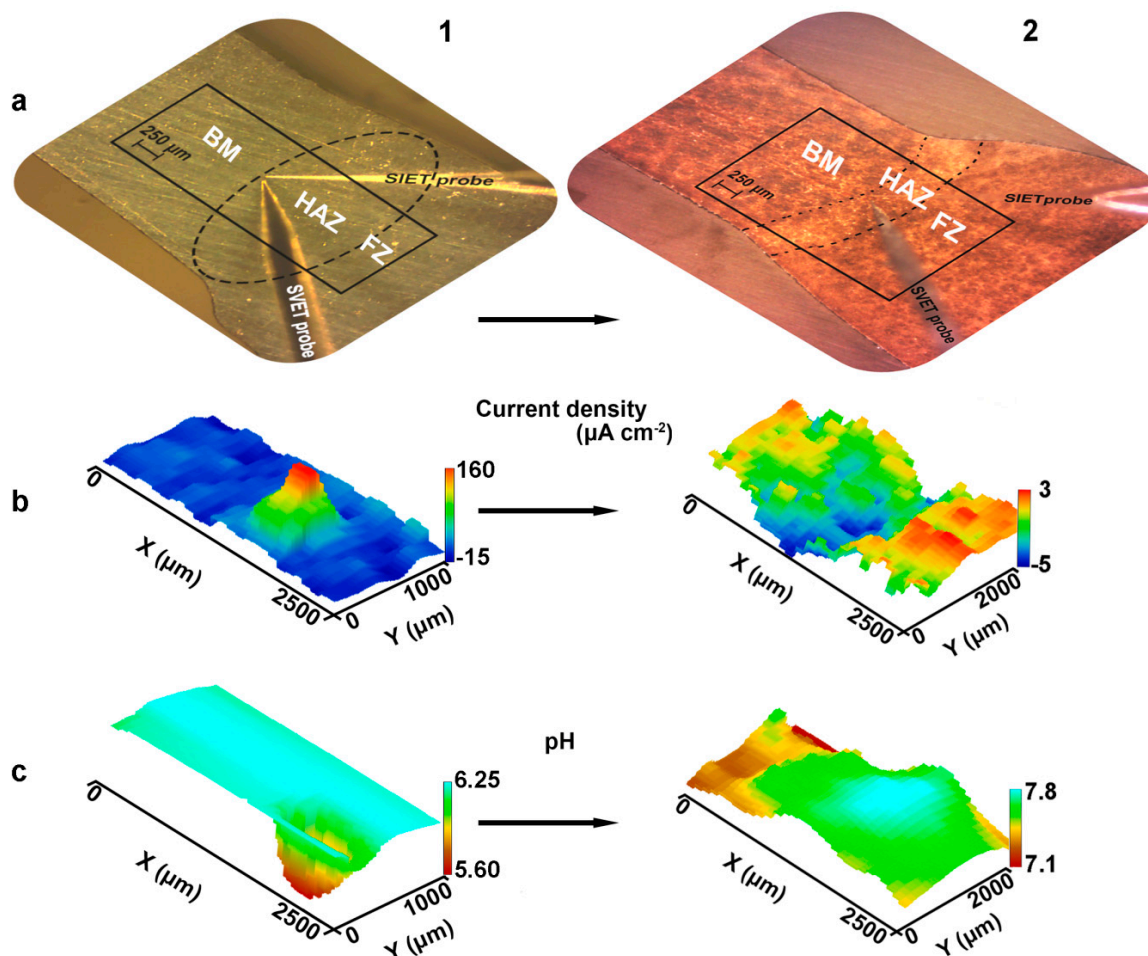 1
2
a
250 µm
BM
HAZ
FZ
SIET probe
SVET probe
250 µm
BM
HAZ
FZ
SIET probe
SVET probe
Current density
(µA cm-2)
b
0
X (µm)
2500
0
Y (µm)
1000
160
-15
0
X (µm)
2500
0
Y (µm)
2000
3
-5
pH
c
0
X (µm)
2500
0
Y (µm)
1000
6.25
5.60
0
X (µm)
2500
0
Y (µm)
2000
7.8
7.1